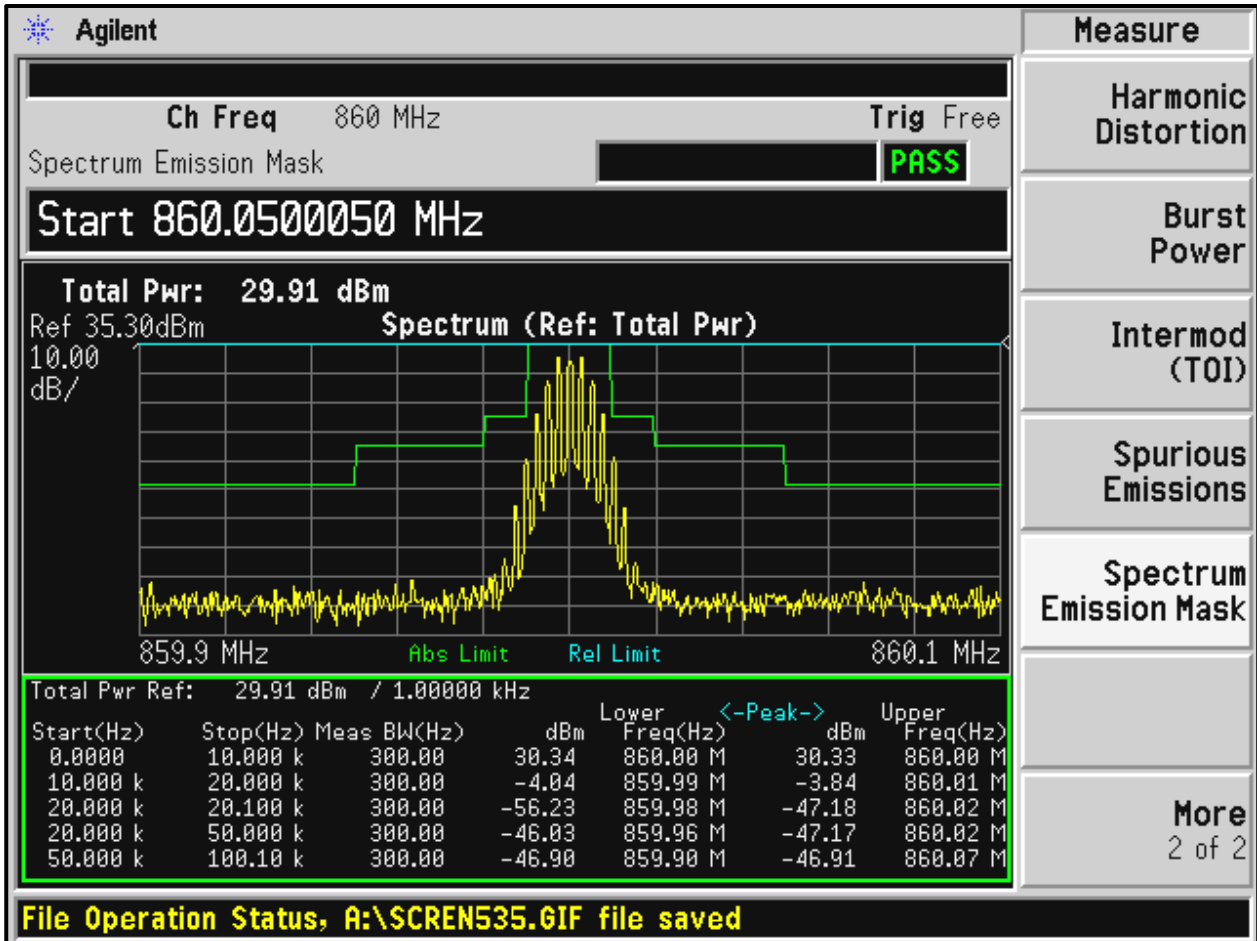 Agilent
Measure
Ch Freq 860 MHz Trig Free
Spectrum Emission Mask PASS
Start 860.0500050 MHz
Total Pwr: 29.91 dBm
Ref 35.30dBm Spectrum (Ref: Total Pwr)
10.00
dB/
859.9 MHz Abs Limit Rel Limit 860.1 MHz
Total Pwr Ref: 29.91 dBm / 1.00000 kHz
Lower <-Peak-> Upper
Start(Hz) Stop(Hz) Meas BW(Hz) dBm Freq(Hz) dBm Freq(Hz)
0.0000 10.000 k 300.00 30.34 860.00 M 30.33 860.00 M
10.000 k 20.000 k 300.00 -4.04 859.99 M -3.84 860.01 M
20.000 k 20.100 k 300.00 -56.23 859.98 M -47.18 860.02 M
20.000 k 50.000 k 300.00 -46.03 859.96 M -47.17 860.02 M
50.000 k 100.10 k 300.00 -46.90 859.90 M -46.91 860.07 M
File Operation Status, A:\SCREN535.GIF file saved
Harmonic
Distortion
Burst
Power
Intermod
(TOI)
Spurious
Emissions
Spectrum
Emission Mask
More
2 of 2